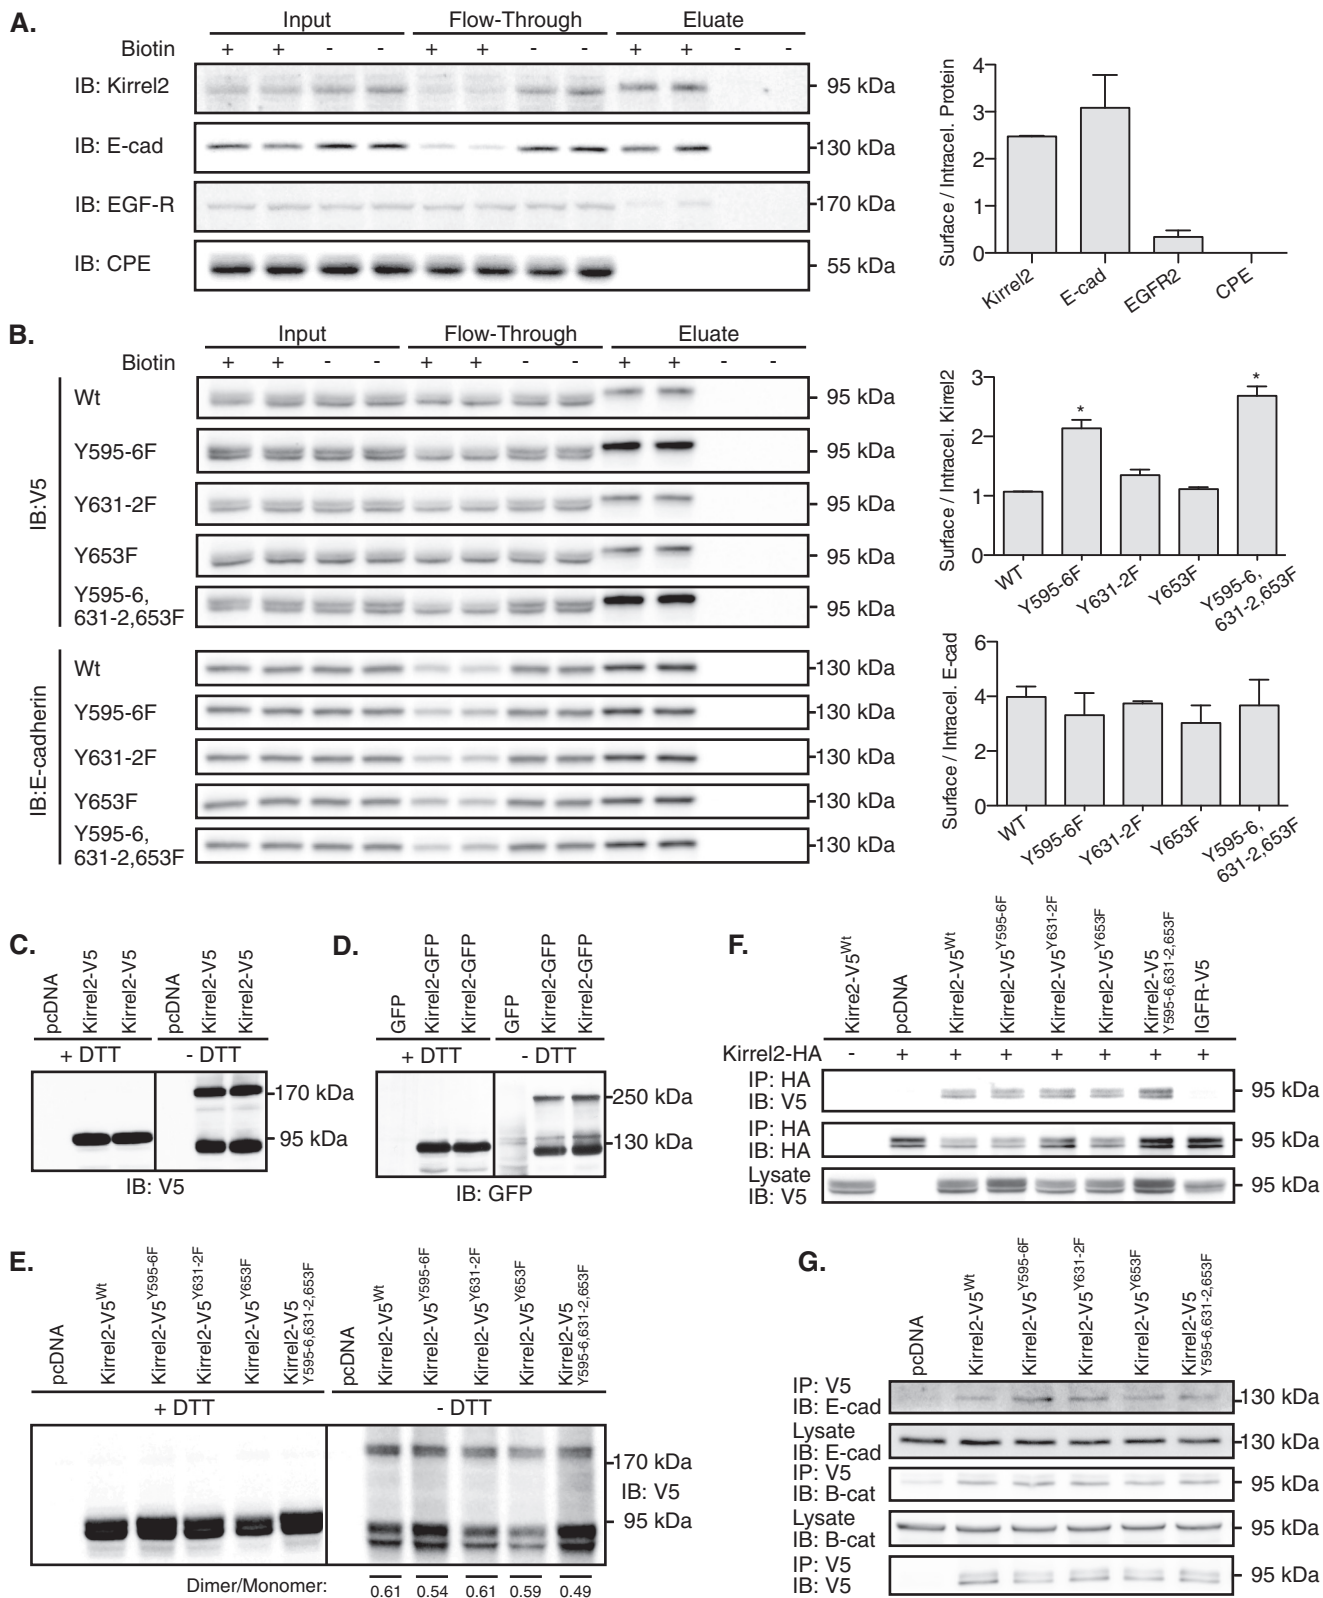 A.
Input Flow-Through Eluate
Biotin + + - - + + - - + + - -
IB: Kirrel2 95 kDa
IB: E-cad 130 kDa
IB: EGF-R 170 kDa
IB: CPE 55 kDa
Surface / Intracel. Protein
4
3
2
1
0
Kirrel2 E-cad EGFR2 CPE
B.
Input Flow-Through Eluate
Biotin + + - - + + - - + + - -
IB:V5
Wt 95 kDa
Y595-6F 95 kDa
Y631-2F 95 kDa
Y653F 95 kDa
Y595-6,
631-2,653F 95 kDa
IB:E-cadherin
Wt 130 kDa
Y595-6F 130 kDa
Y631-2F 130 kDa
Y653F 130 kDa
Y595-6,
631-2,653F 130 kDa
Surface / Intracel. Kirrel2
3
2
1
0
* *
WT Y595-6F Y631-2F Y653F Y595-6,
631-2,653F
Surface / Intracel. E-cad
6
4
2
0
WT Y595-6F Y631-2F Y653F Y595-6,
631-2,653F
C.
pcDNA Kirrel2-V5 Kirrel2-V5 pcDNA Kirrel2-V5 Kirrel2-V5
+ DTT - DTT
170 kDa
95 kDa
IB: V5
D.
GFP Kirrel2-GFP Kirrel2-GFP GFP Kirrel2-GFP Kirrel2-GFP
+ DTT - DTT
250 kDa
130 kDa
IB: GFP
F.
Kirre2-V5Wt pcDNA Kirrel2-V5Wt Kirrel2-V5Y595-6F Kirrel2-V5Y631-2F Kirrel2-V5Y653F Kirrel2-V5
Y595-6,631-2,653F IGFR-V5
Kirrel2-HA - + + + + + + +
IP: HA
IB: V5 95 kDa
IP: HA
IB: HA 95 kDa
Lysate
IB: V5 95 kDa
E.
pcDNA Kirrel2-V5Wt Kirrel2-V5Y595-6F Kirrel2-V5Y631-2F Kirrel2-V5Y653F Kirrel2-V5
Y595-6,631-2,653F pcDNA Kirrel2-V5Wt Kirrel2-V5Y595-6F Kirrel2-V5Y631-2F Kirrel2-V5Y653F Kirrel2-V5
Y595-6,631-2,653F
+ DTT - DTT
170 kDa
IB: V5
95 kDa
Dimer/Monomer: 0.61 0.54 0.61 0.59 0.49
G.
pcDNA Kirrel2-V5Wt Kirrel2-V5Y595-6F Kirrel2-V5Y631-2F Kirrel2-V5Y653F Kirrel2-V5
Y595-6,631-2,653F
IP: V5
IB: E-cad 130 kDa
Lysate
IB: E-cad 130 kDa
IP: V5
IB: B-cat 95 kDa
Lysate
IB: B-cat 95 kDa
IP: V5
IB: V5 95 kDa